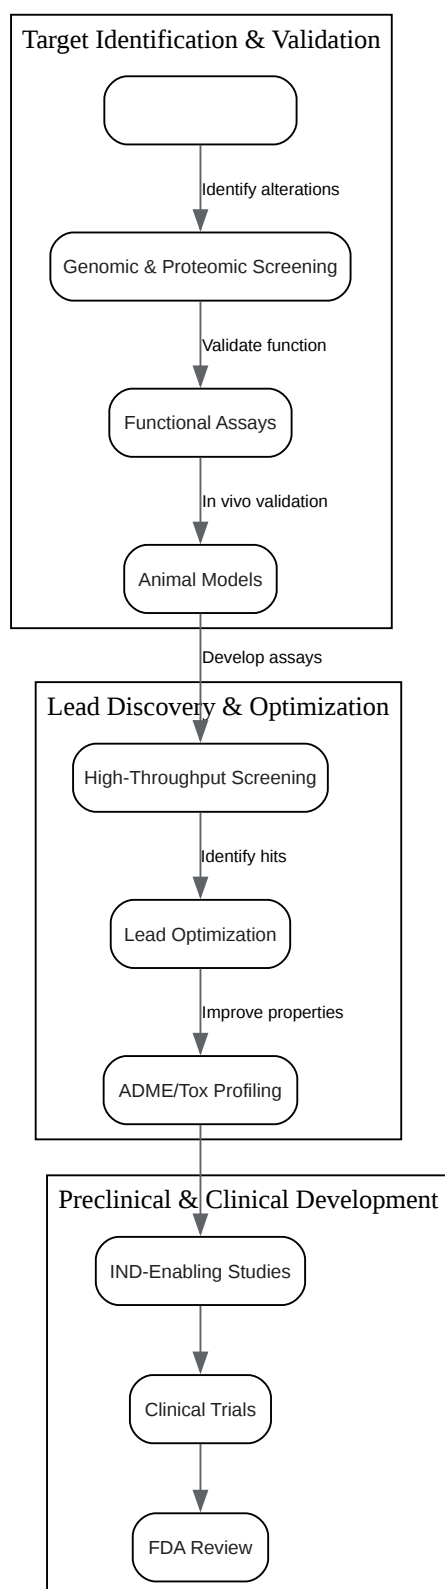 Target Identification & Validation
Identify alterations
Genomic & Proteomic Screening
Validate function
Functional Assays
In vivo validation
Animal Models
Develop assays
Lead Discovery & Optimization
High-Throughput Screening
Identify hits
Lead Optimization
Improve properties
ADME/Tox Profiling
Preclinical & Clinical Development
IND-Enabling Studies
Clinical Trials
FDA Review